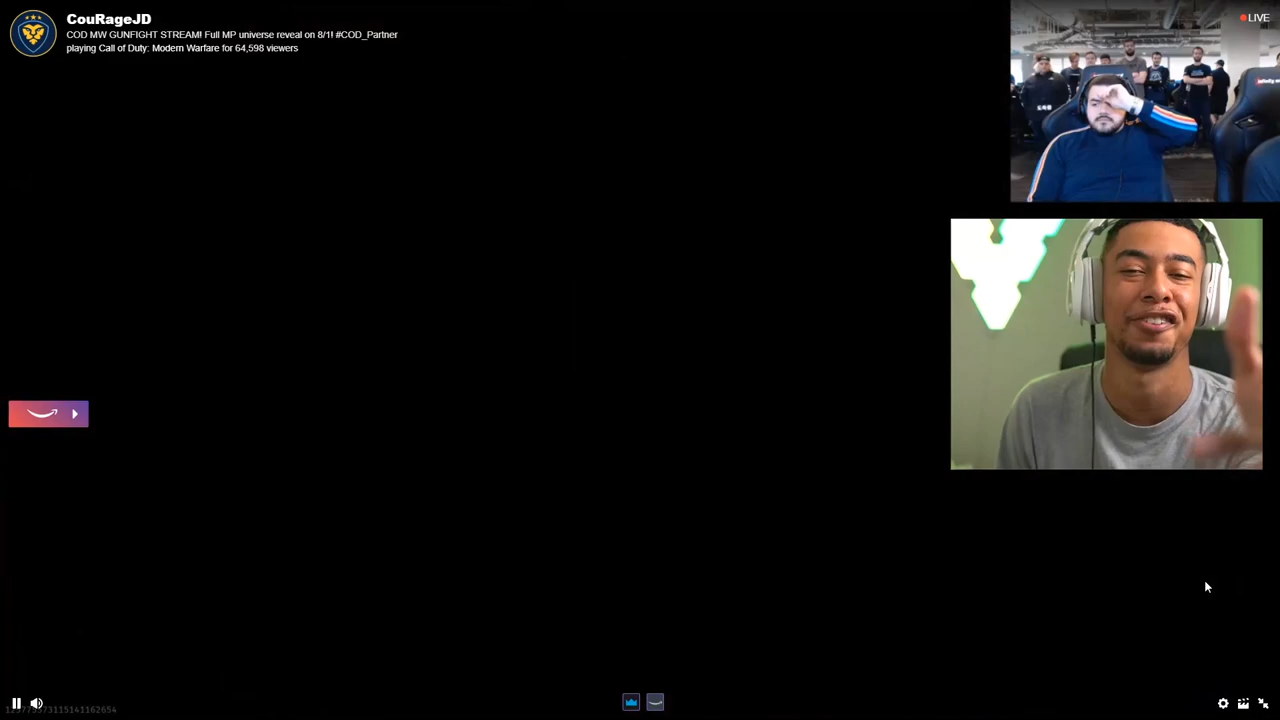 CouRageJD
COD MW GUNFIGHT STREAM! Full MP universe reveal on 8/1! #COD_Partner
playing Call of Duty: Modern Warfare for 64,598 viewers
LIVE